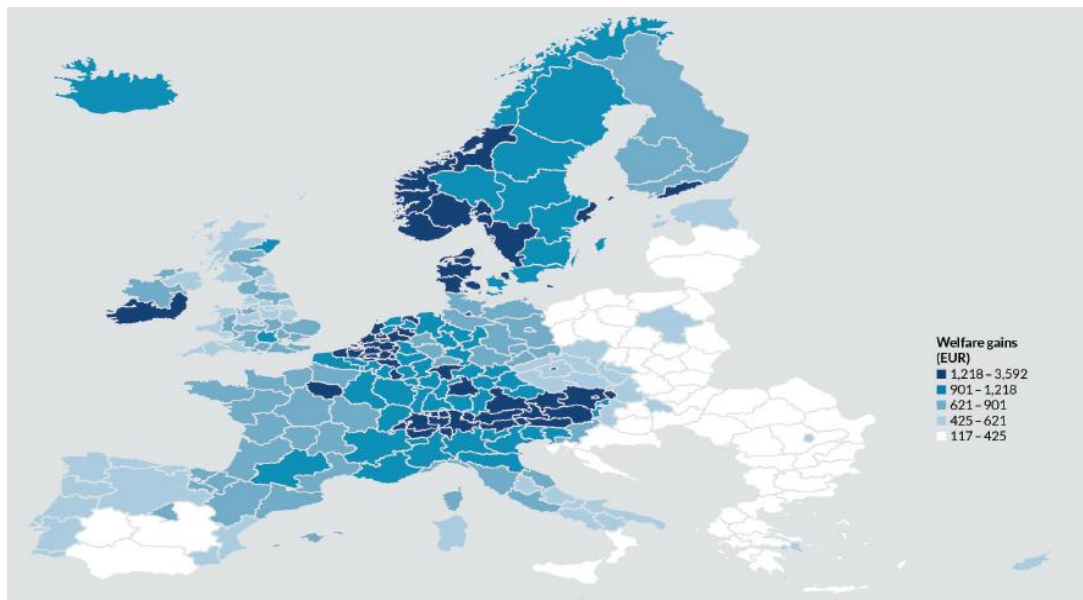 Welfare gains
(EUR)
1,218 – 3,592
901 – 1,218
621 – 901
425 – 621
117 – 425